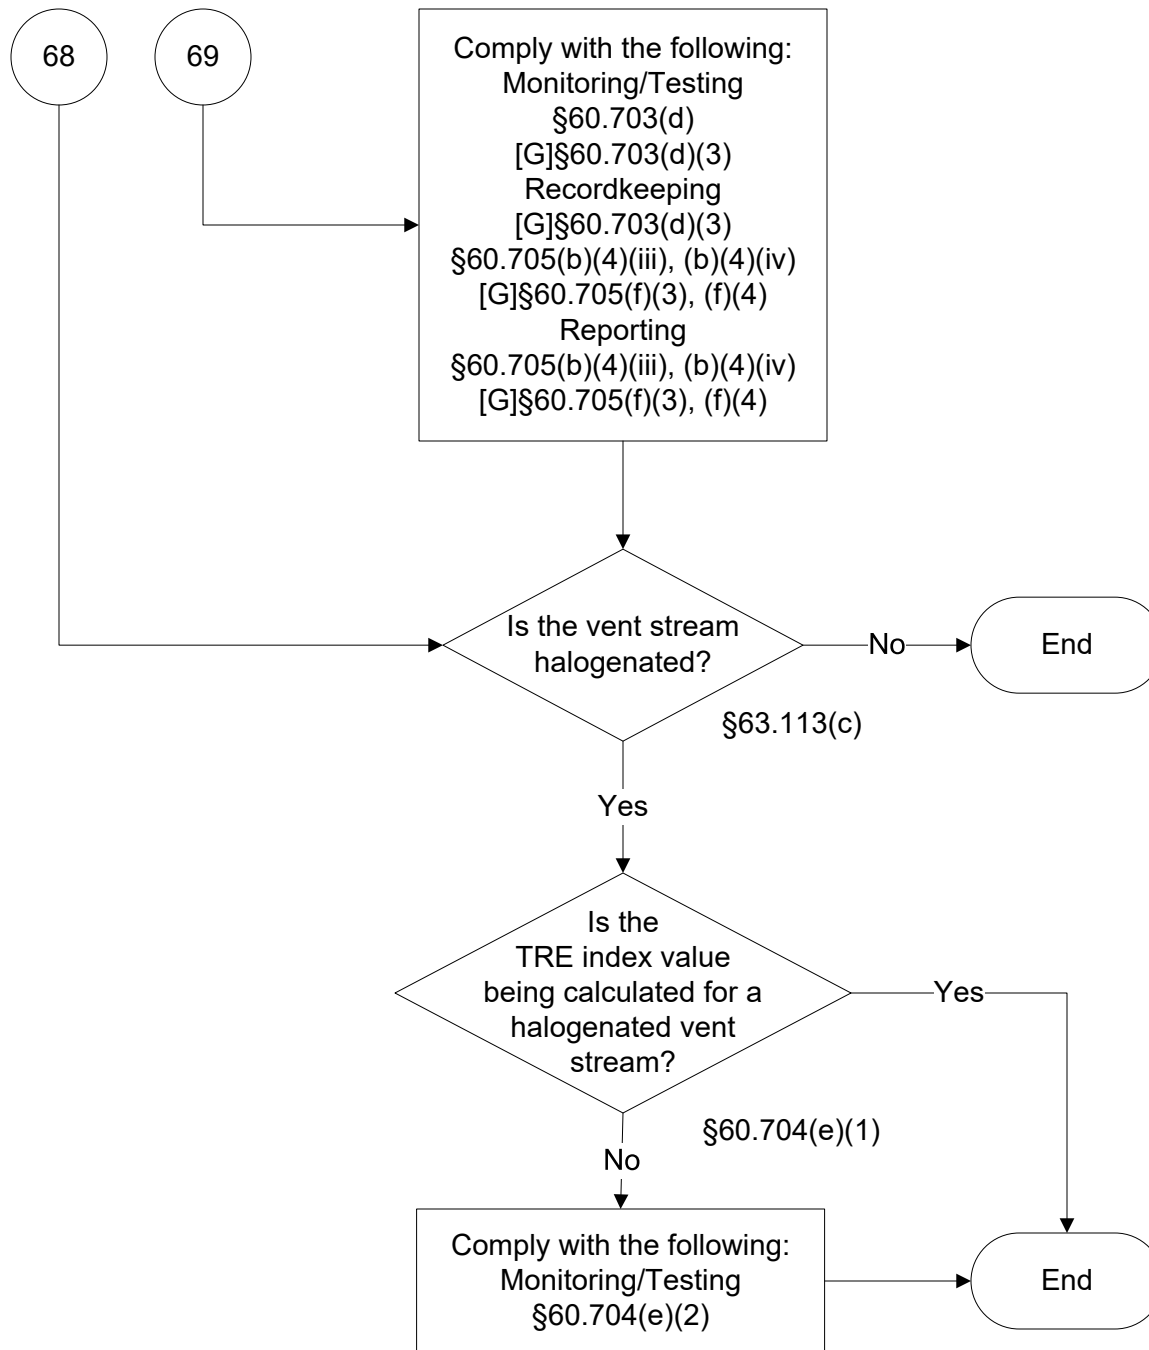 68
69
Comply with the following:
Monitoring/Testing
§60.703(d)
[G]§60.703(d)(3)
Recordkeeping
[G]§60.703(d)(3)
§60.705(b)(4)(iii), (b)(4)(iv)
[G]§60.705(f)(3), (f)(4)
Reporting
§60.705(b)(4)(iii), (b)(4)(iv)
[G]§60.705(f)(3), (f)(4)
Is the vent stream
halogenated?
No
End
§63.113(c)
Yes
Is the
TRE index value
being calculated for a
halogenated vent
stream?
Yes
§60.704(e)(1)
No
Comply with the following:
Monitoring/Testing
§60.704(e)(2)
End